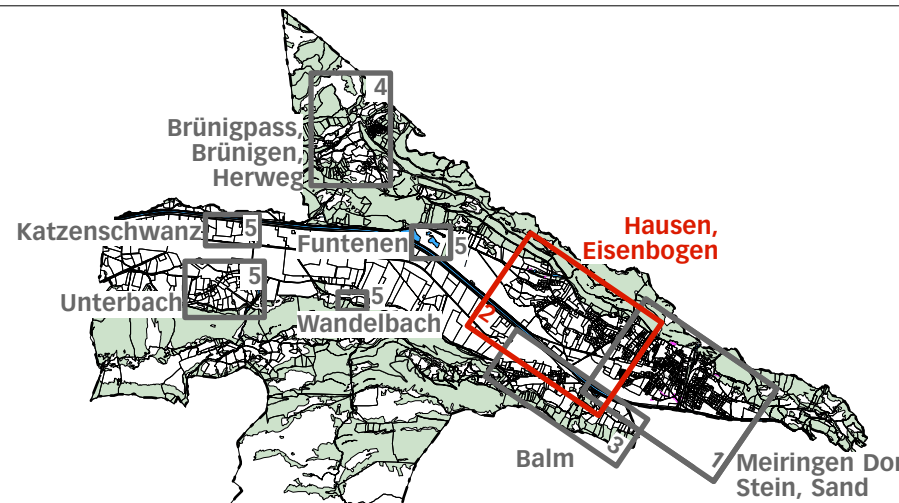 4
Brünigpass,
Brünigen,
Herweg
Katzenschwanz
5
Funtenen
5
Hausen,
Eisenbogen
Unterbach
5
5
Wandelbach
2
3
1
Balm
Meiringen Dor
Stein, Sand